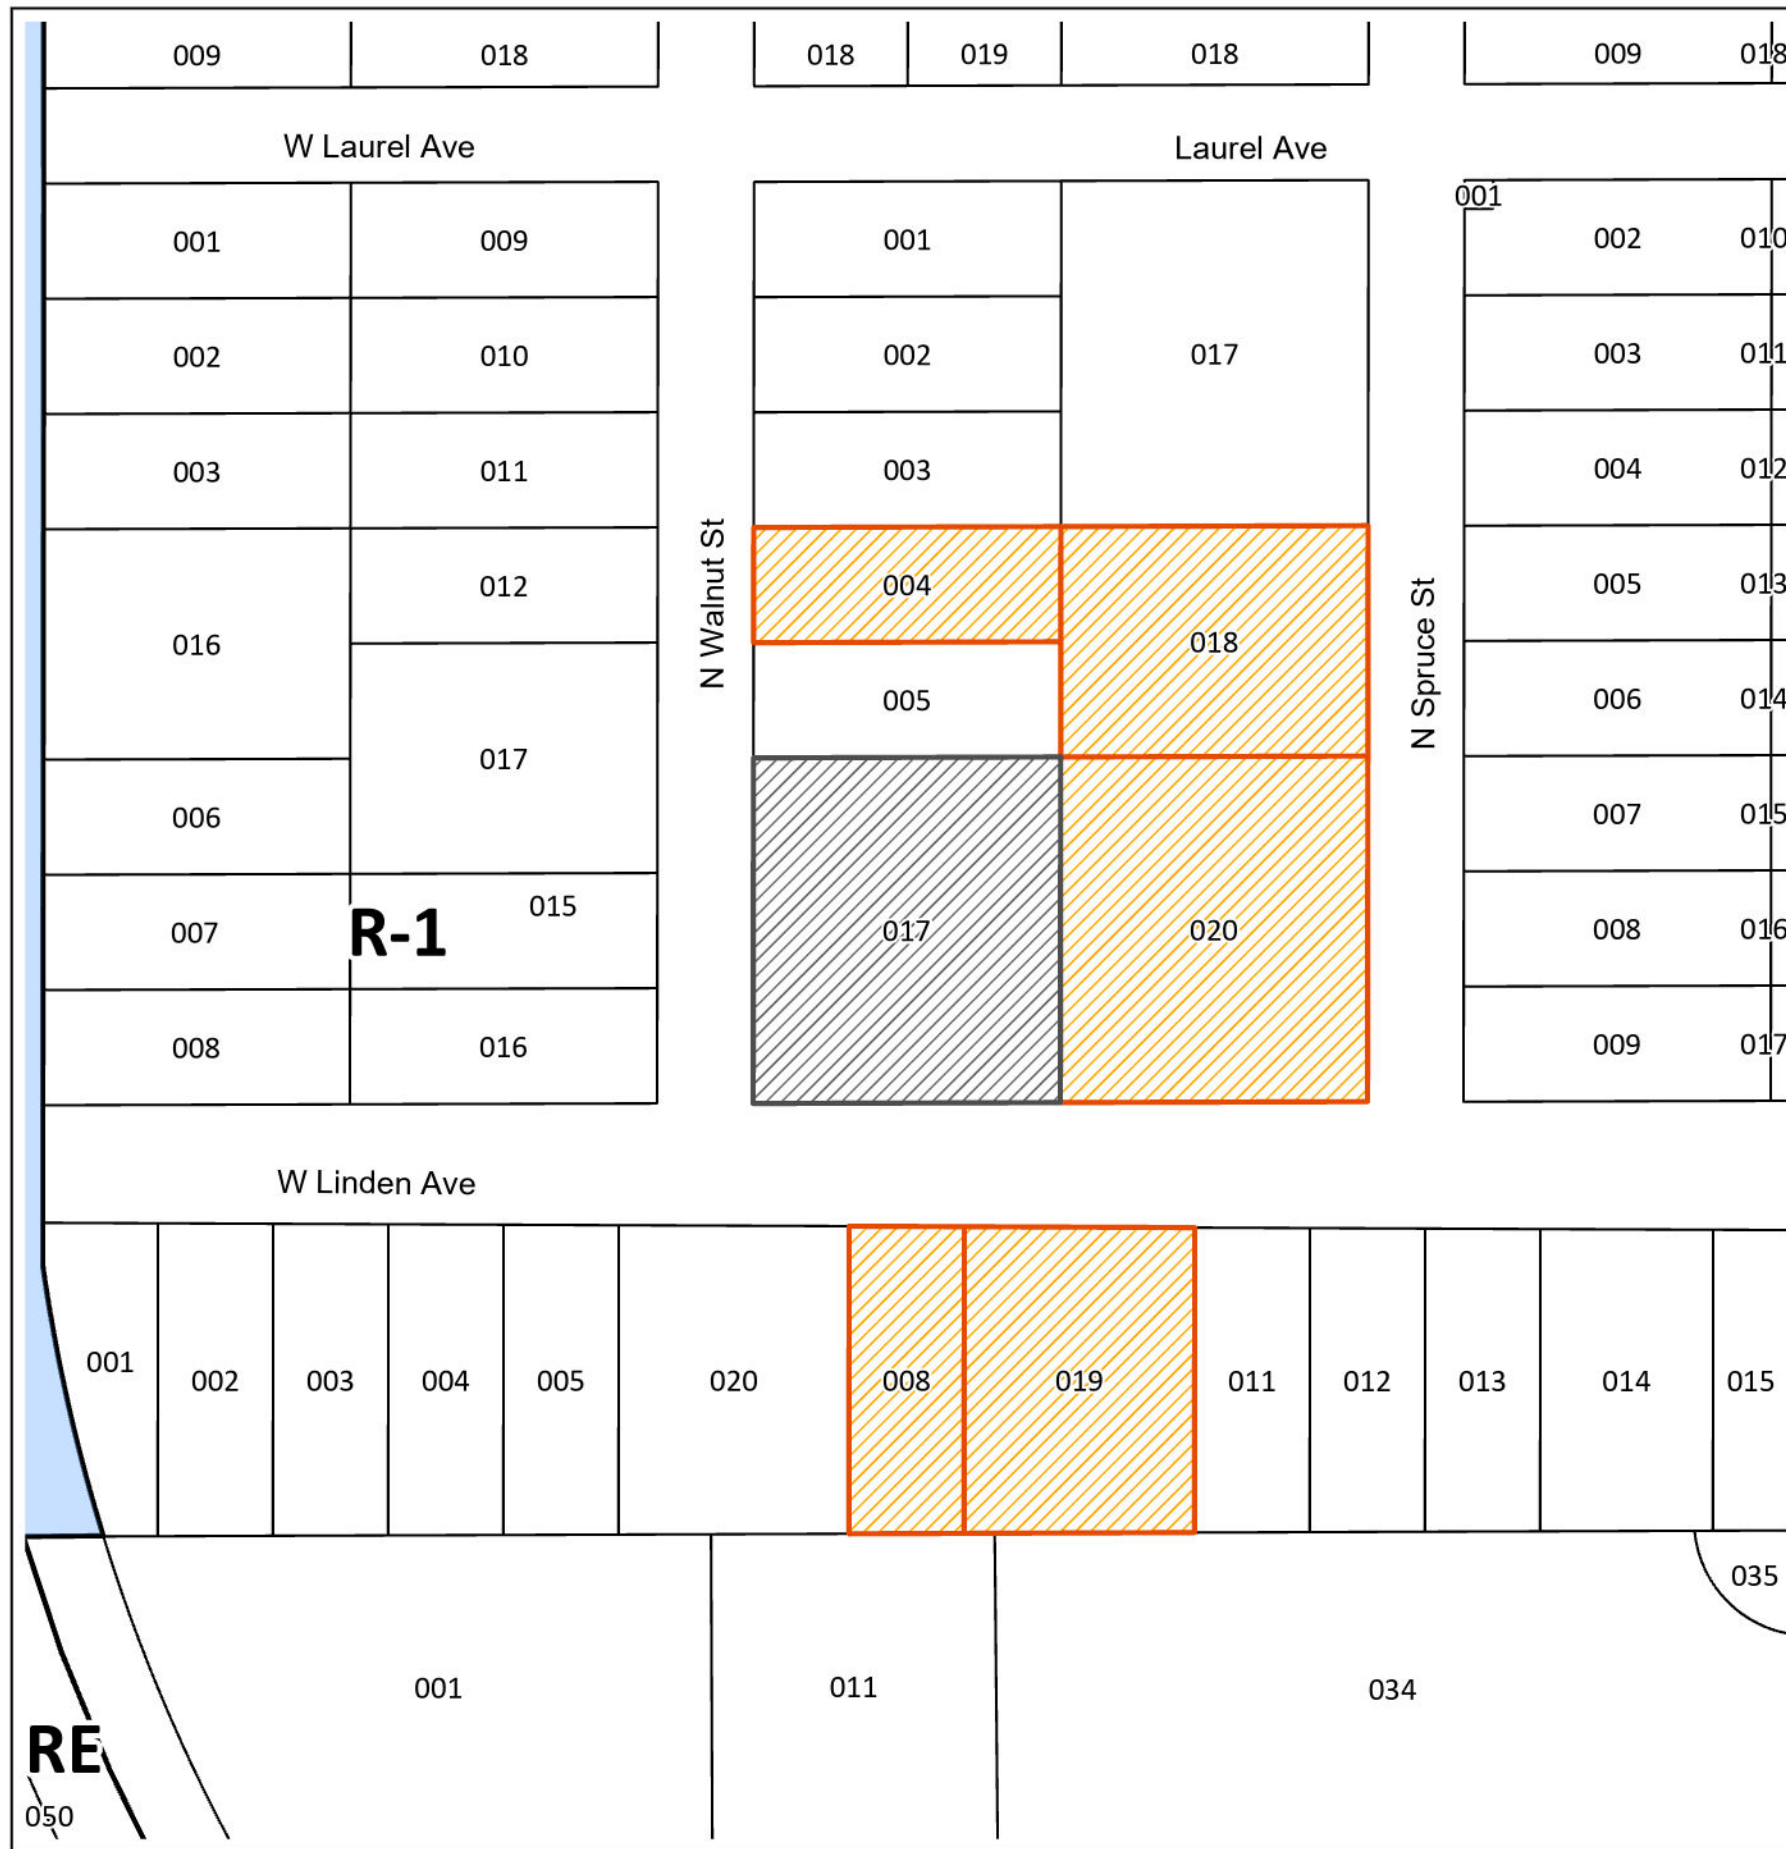 009 018 018 019 018 009 018
W Laurel Ave Laurel Ave
001 009 001 001 002 010
002 010 002 017 003 011
003 011 003 004 012
012 004 005 013
016 018
N Walnut St
N Spruce St
005 006 014
017
006 007 015
015
007 R-1 017 020 008 016
008 016 009 017
W Linden Ave
001 002 003 004 005 020 008 019 011 012 013 014 015
035
001 011 034
RE
050